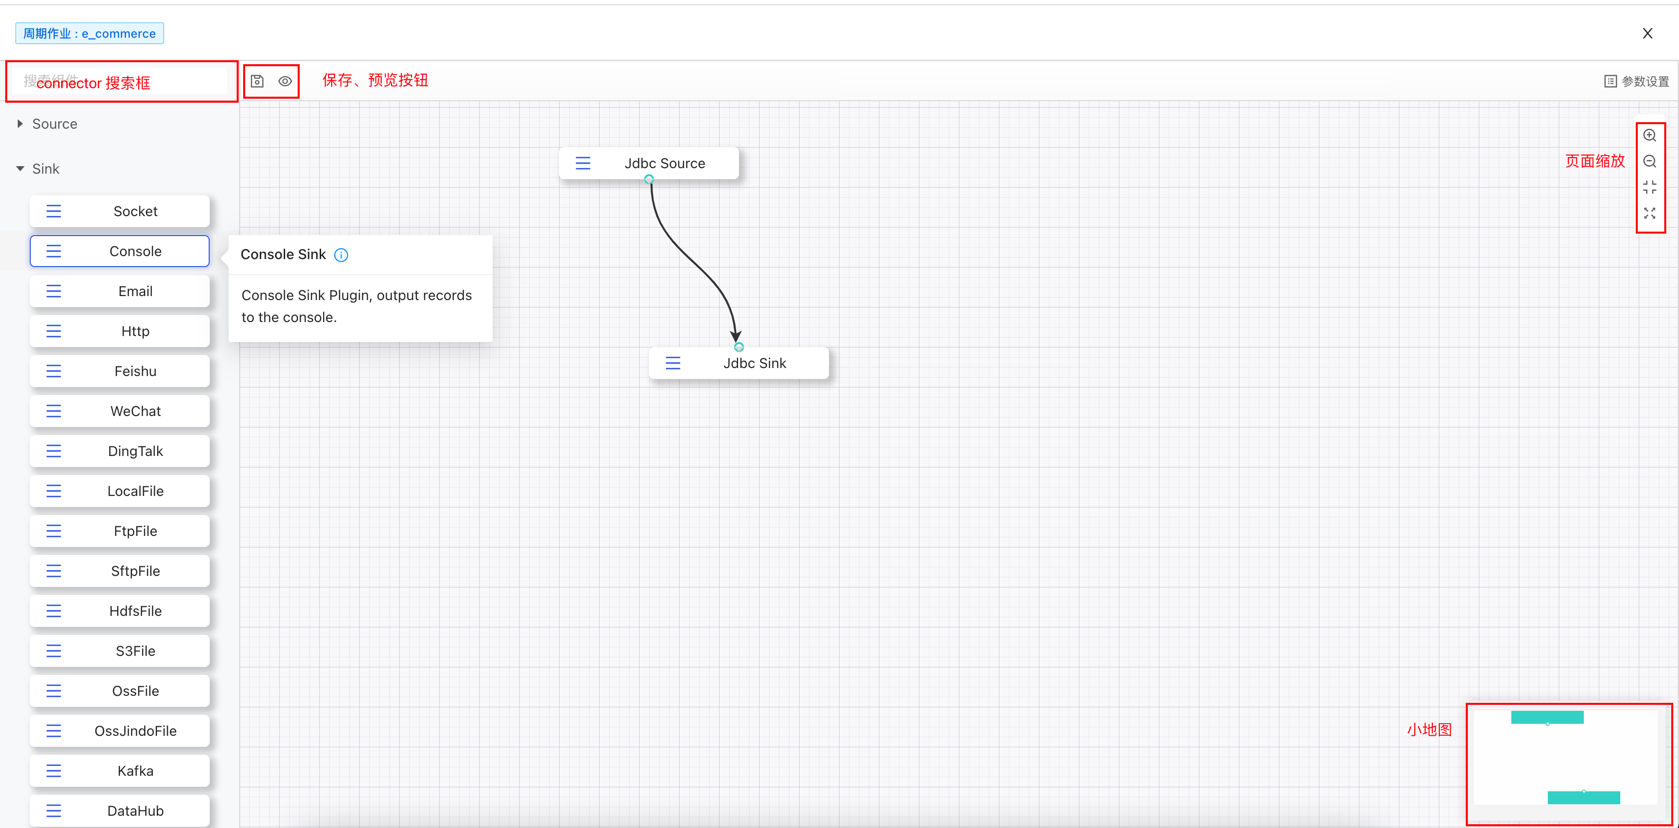 周期作业 : e_commerce
搜索组件
connector 搜索框
保存、预览按钮
参数设置
Source
Sink
Socket
Console
Email
Http
Feishu
WeChat
DingTalk
LocalFile
FtpFile
SftpFile
HdfsFile
S3File
OssFile
OssJindoFile
Kafka
DataHub
Console Sink
Console Sink Plugin, output records
to the console.
Jdbc Source
Jdbc Sink
页面缩放
小地图